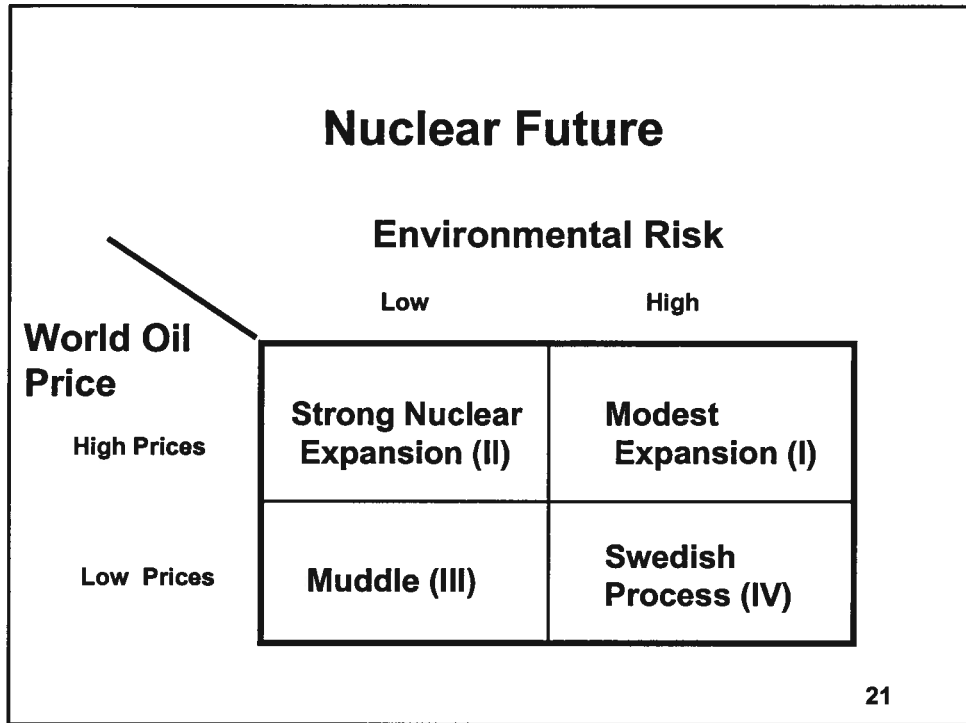 Nuclear Future
Environmental Risk
Low High
World Oil
Price
Strong Nuclear
Expansion (II)
Modest
Expansion (I)
High Prices
Low Prices
Muddle (III)
Swedish
Process (IV)
21